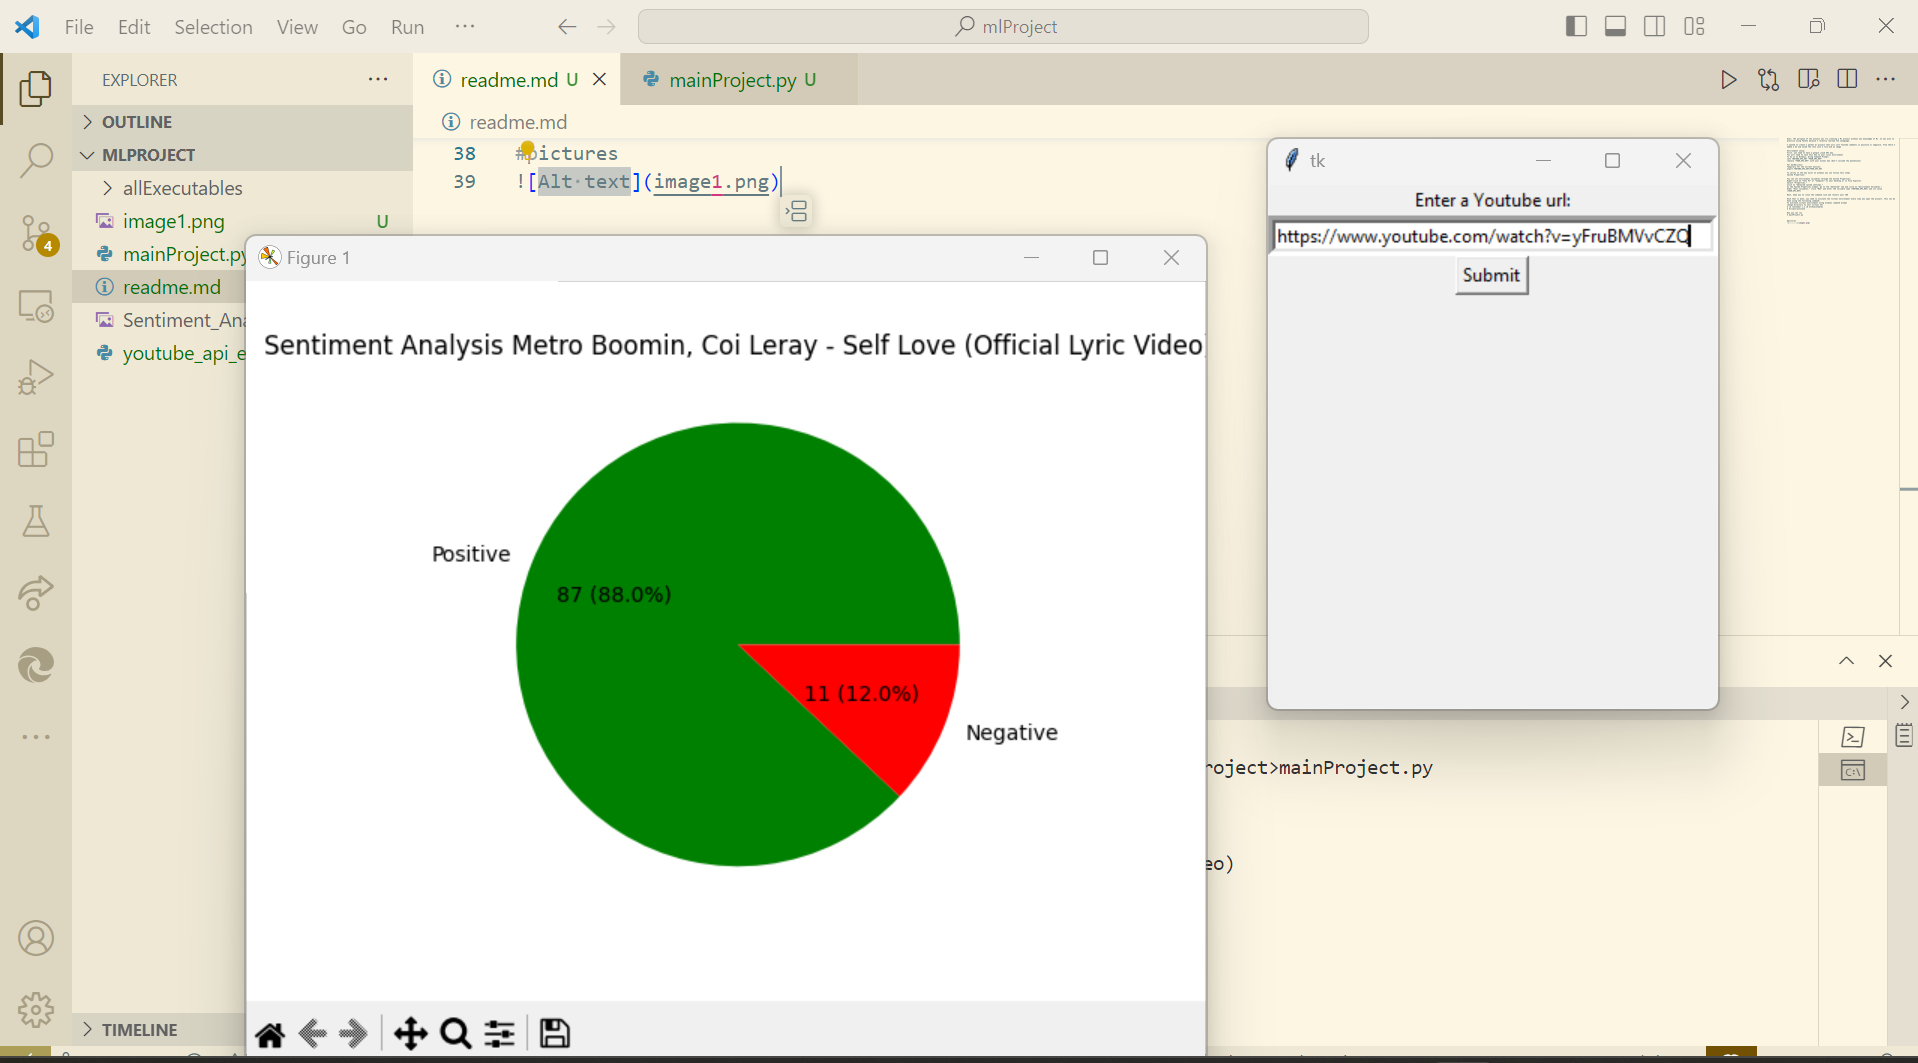 File Edit Selection View Go Run ...
mlProject
EXPLORER
readme.md U
mainProject.py U
OUTLINE
readme.md
MLPROJECT
38 #pictures
39 ![Alt text](image1.png)
allExecutables
image1.png U
mainProject.py
readme.md
Sentiment_Ana
youtube_api_e
4
TIMELINE
Figure 1
Sentiment Analysis Metro Boomin, Coi Leray - Self Love (Official Lyric Video)
Positive
87 (88.0%)
11 (12.0%)
Negative
tk
Enter a Youtube url:
https://www.youtube.com/watch?v=yFruBMVvCZQ
Submit
roject>mainProject.py
eo)